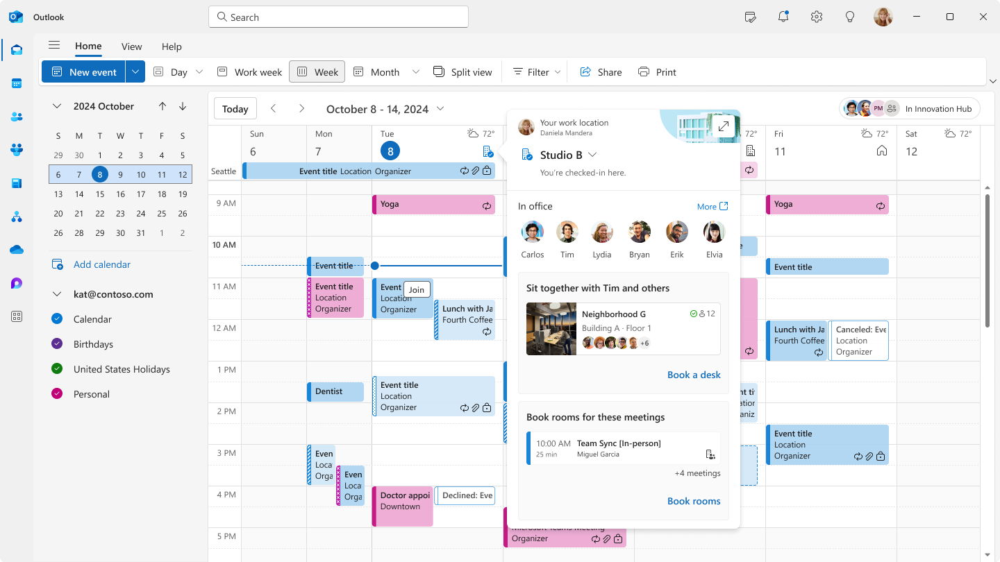 Outlook
Search
Home
View
Help
New event
Day
Work week
Week
Month
Split view
Filter
Share
Print
2024 October
S M T W T F S
29 30 1 2 3 4 5
6 7 8 9 10 11 12
13 14 15 16 17 18 19
20 21 22 23 24 25 26
26 28 29 30 31 1 2
Add calendar
kat@contoso.com
Calendar
Birthdays
United States Holidays
Personal
Today
October 8 - 14, 2024
PM
In Innovation Hub
Sun
6
Mon
7
Tue
72°
8
72°
Fri
72°
11
Sat
72°
12
Seattle
Event title Location Organizer
9 AM
10 AM
11 AM
12 AM
1 PM
2 PM
3 PM
4 PM
5 PM
Event title
Event title
Location
Organizer
Dentist
Even
Loca
Orga
Even
Loca
Orga
Yoga
Event
Location
Organizer
Join
Lunch with Ja
Fourth Coffee
Event title
Location
Organizer
Doctor appoi
Downtown
Declined: Eve
Your work location
Daniela Mandera
Studio B
You're checked-in here.
In office
More
Carlos
Tim
Lydia
Bryan
Erik
Elvia
Sit together with Tim and others
Neighborhood G
12
Building A · Floor 1
+6
Book a desk
Book rooms for these meetings
10:00 AM
Team Sync [In-person]
25 min
Miguel Garcia
+4 meetings
Book rooms
Organizer
Yoga
Event title
Lunch with Ja
Fourth Coffee
Canceled: Eve
Location
Organizer
Event title
Location
Organizer